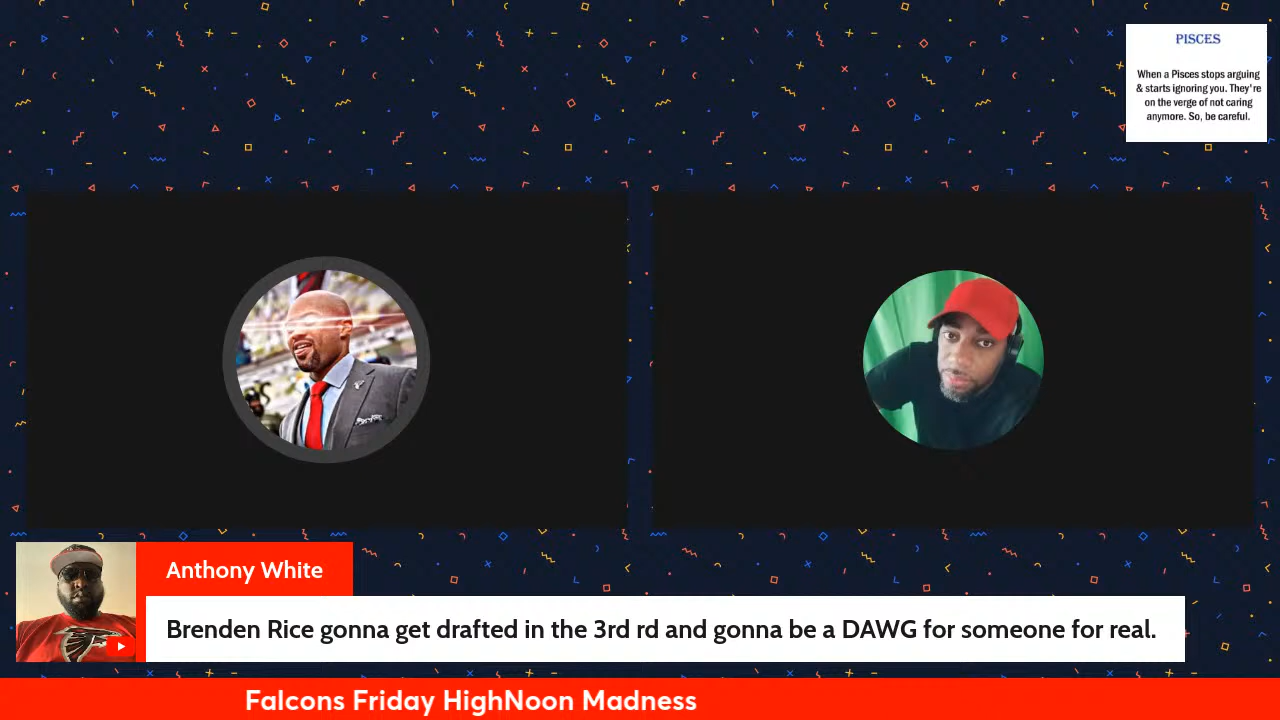 PISCES
When a Pisces stops arguing
& starts ignoring you. They're
on the verge of not caring
anymore. So, be careful.
Anthony White
Brenden Rice gonna get drafted in the 3rd rd and gonna be a DAWG for someone for real.
Falcons Friday HighNoon Madness